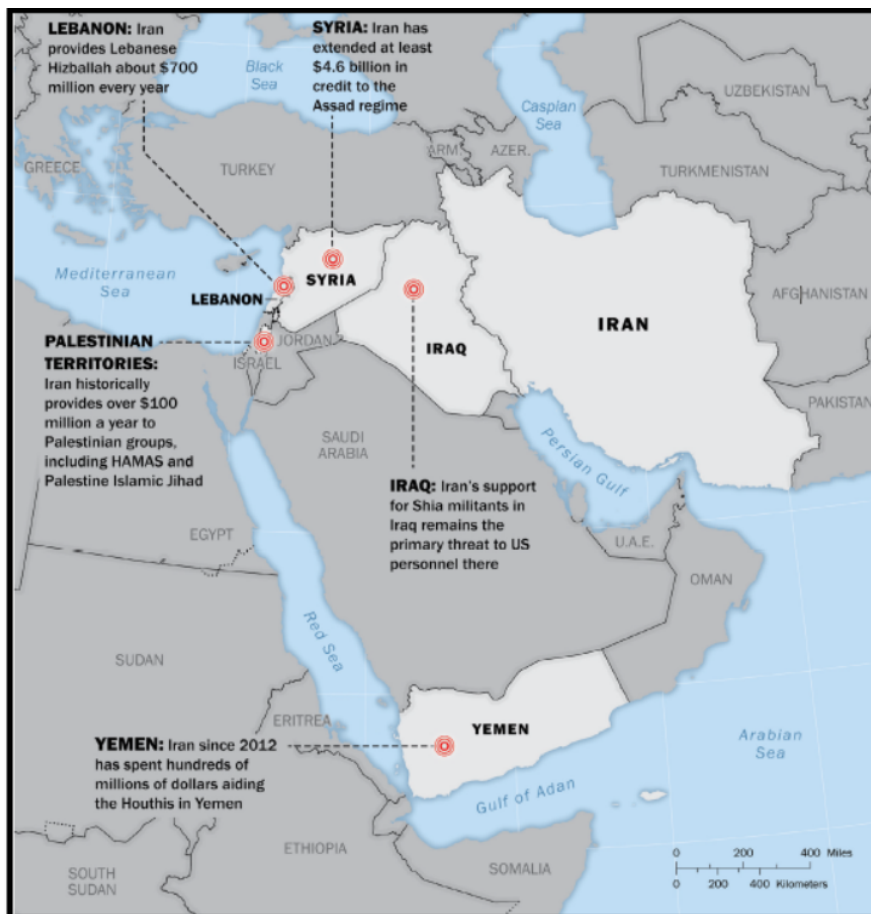 LEBANON: Iran
provides Lebanese
Hizballah about $700
million every year
SYRIA: Iran has
extended at least
$4.6 billion in
credit to the
Assad regime
Black
Sea
Caspian
Sea
UZBEKISTAN
GREECE
TURKEY
ARM.
AZER.
TURKMENISTAN
Mediterranean
Sea
SYRIA
LEBANON
AFGHANISTAN
IRAN
IRAQ
JORDAN
ISRAEL
PALESTINIAN
TERRITORIES:
Iran historically
provides over $100
million a year to
Palestinian groups,
including HAMAS and
Palestine Islamic Jihad
PAKISTAN
SAUDI
ARABIA
Persian Gulf
IRAQ: Iran's support
for Shia militants in
Iraq remains the
primary threat to US
personnel there
EGYPT
U.A.E.
OMAN
Red Sea
SUDAN
ERITREA
YEMEN
YEMEN: Iran since 2012
has spent hundreds of
millions of dollars aiding
the Houthis in Yemen
Arabian
Sea
Gulf of Adan
ETHIOPIA
SOMALIA
SOUTH
SUDAN
0 200 400 Miles
0 200 400 Kilometers